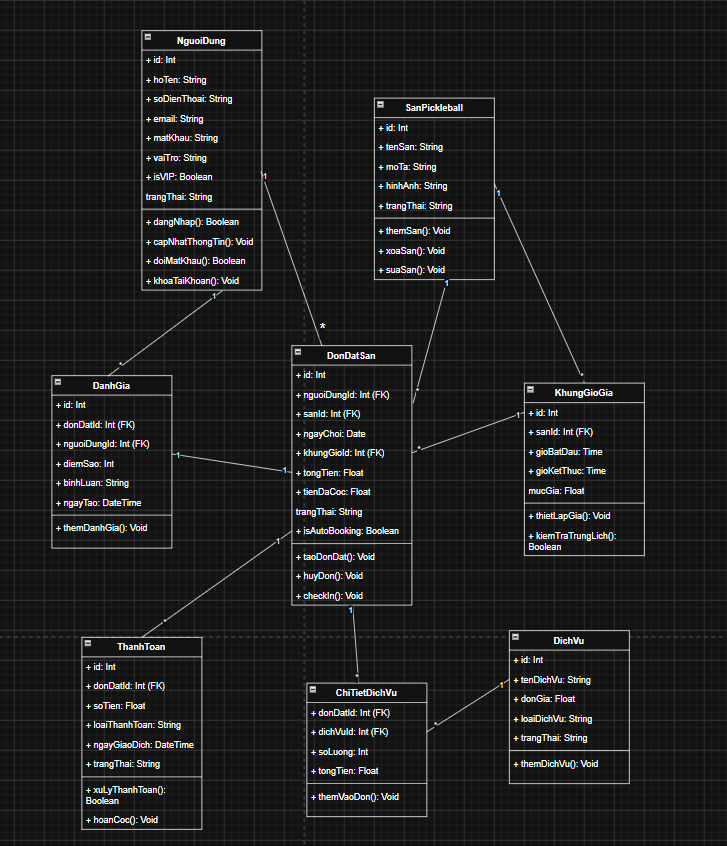 NguoiDung
+ id: Int
+ hoTen: String
+ soDienThoai: String
+ email: String
+ matKhau: String
+ vaiTro: String
+ isVIP: Boolean
trangThai: String
+ dangNhap(): Boolean
+ capNhatThongTin(): Void
+ doiMatKhau(): Boolean
+ khoaTaiKhoan(): Void
SanPickleball
+ id: Int
+ tenSan: String
+ moTa: String
+ hinhAnh: String
+ trangThai: String
+ themSan(): Void
+ xoaSan(): Void
+ suaSan(): Void
1
1
1
1
*
*
*
DanhGia
+ id: Int
+ donDatId: Int (FK)
+ nguoiDungId: Int (FK)
+ diemSao: Int
+ binhLuan: String
+ ngayTao: DateTime
+ themDanhGia(): Void
1
1
DonDatSan
+ id: Int
+ nguoiDungId: Int (FK)
+ sanId: Int (FK)
+ ngayChoi: Date
+ khungGioId: Int (FK)
+ tongTien: Float
+ tienDaCoc: Float
trangThai: String
+ isAutoBooking: Boolean
+ taoDonDat(): Void
+ huyDon(): Void
+ checkIn(): Void
*
*
1
KhungGioGia
+ id: Int
+ sanId: Int (FK)
+ gioBatDau: Time
+ gioKetThuc: Time
mucGia: Float
+ thietLapGia(): Void
+ kiemTraTrungLich():
Boolean
1
*
1
*
ThanhToan
+ id: Int
+ donDatId: Int (FK)
+ soTien: Float
+ loaiThanhToan: String
+ ngayGiaoDich: DateTime
+ trangThai: String
+ xuLyThanhToan():
Boolean
+ hoanCoc(): Void
ChiTietDichVu
+ donDatId: Int (FK)
+ dichVuId: Int (FK)
+ soLuong: Int
+ tongTien: Float
+ themVaoDon(): Void
*
1
DichVu
+ id: Int
+ tenDichVu: String
+ donGia: Float
+ loaiDichVu: String
+ trangThai: String
+ themDichVu(): Void